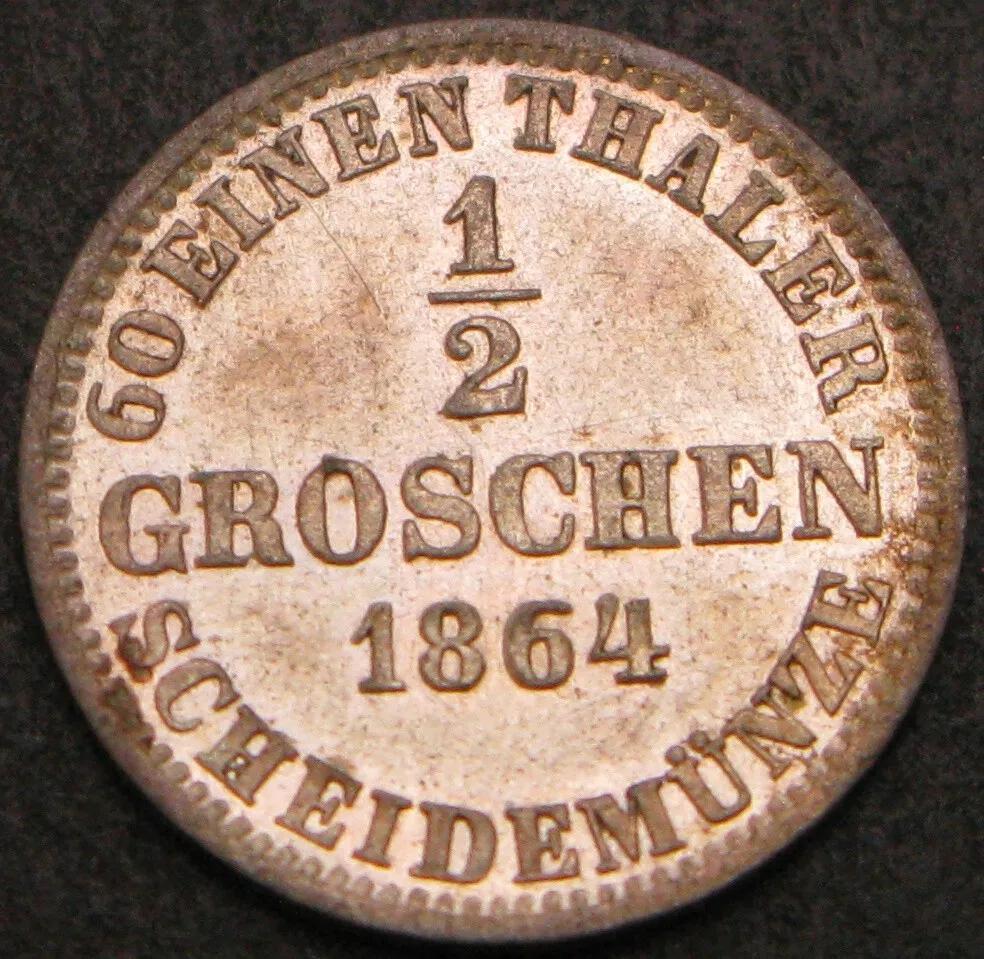 60 EINEN THALER
1
2
GROSCHEN
1864
SCHEIDEMÜNZE